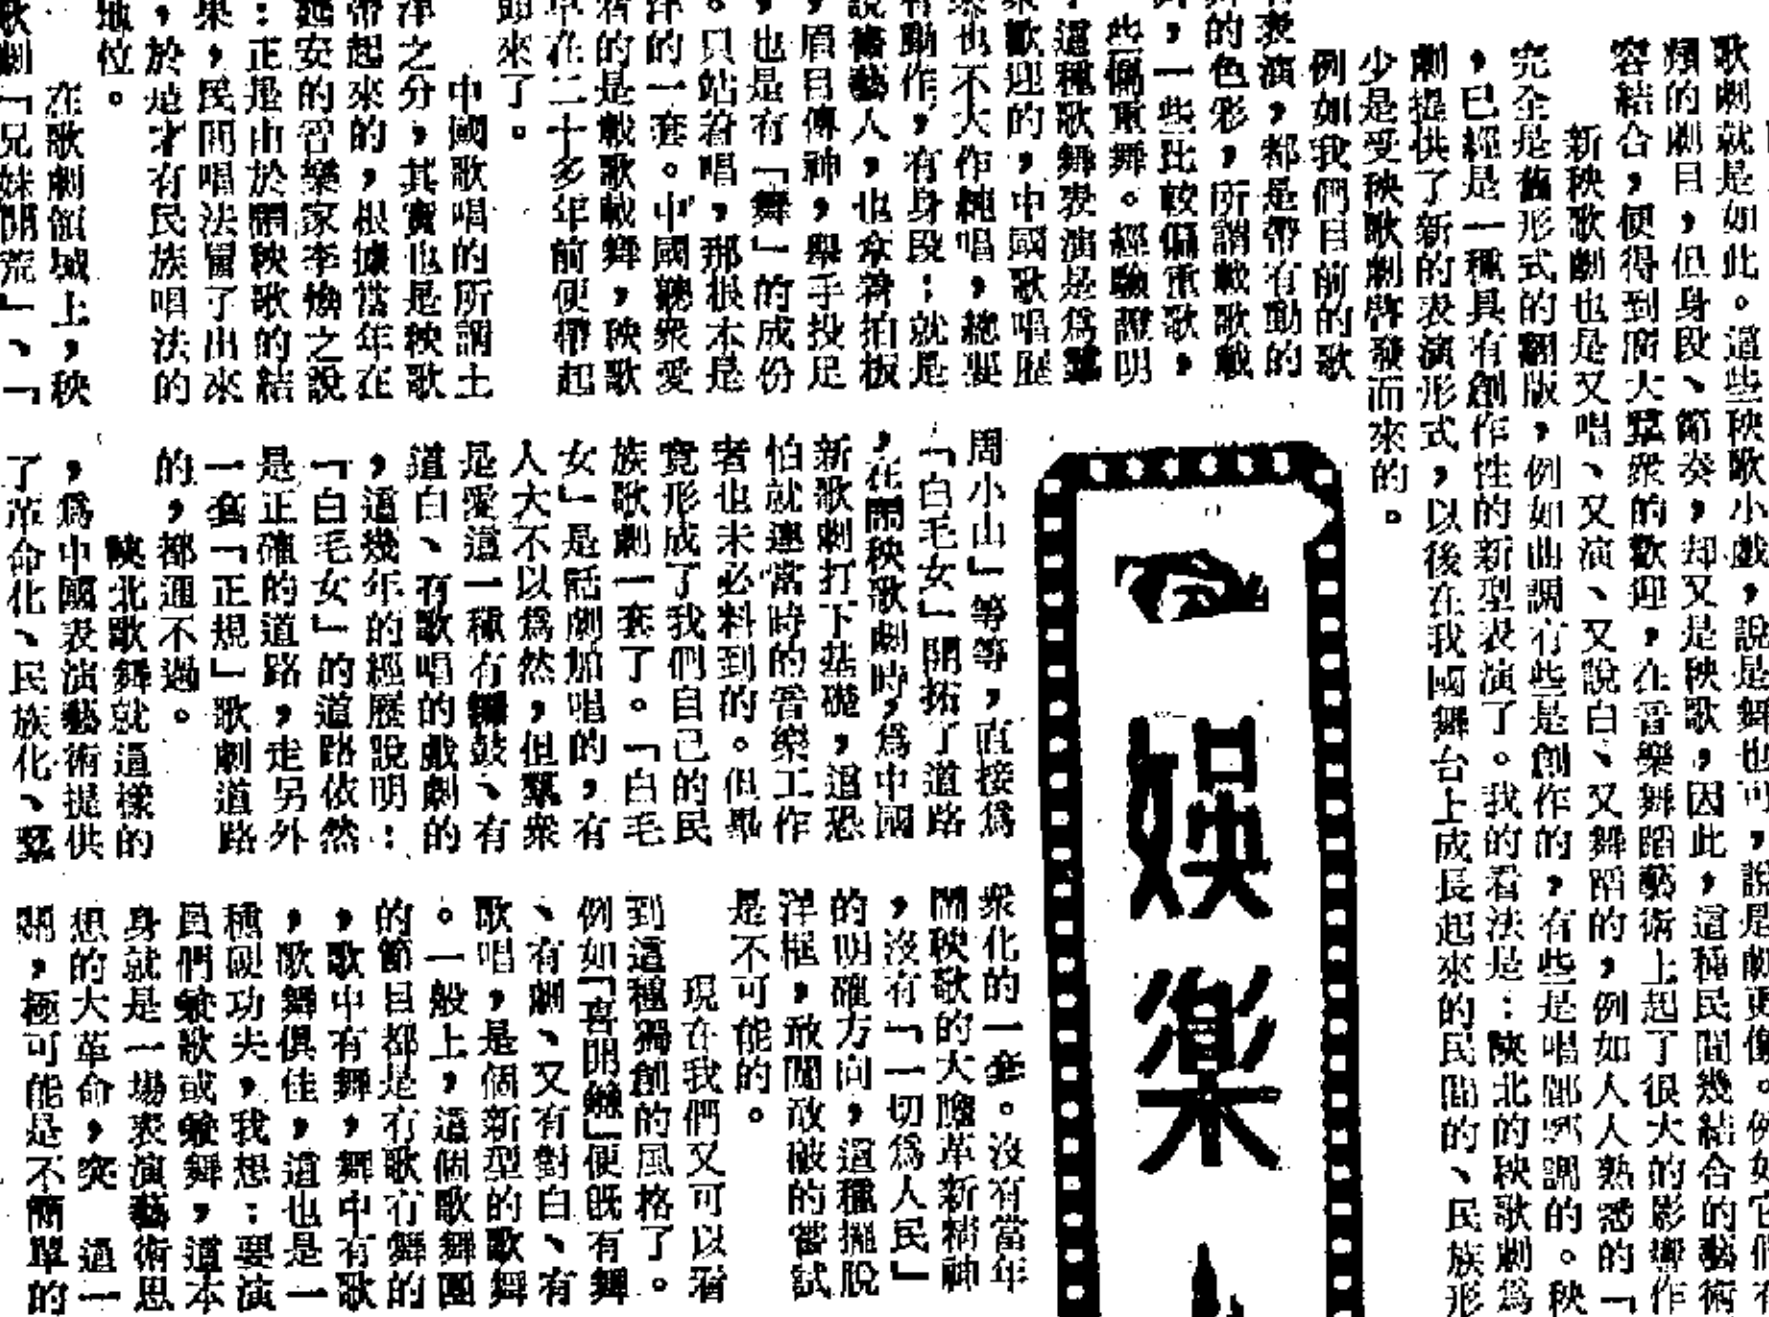 歌劇就是如此。這些秧歌小戲，說是舞也可，說是劇更像。例如它們有
類的劇目，但身段、節奏，却又是秧歌，因此，這種民間幾結合的藝術
容結合，便得到廣大羣衆的歡迎，在音樂舞蹈藝術上起了很大的影響作
新秧歌劇也是又唱、又演、又說白、又舞蹈的，例如人人熟悉的「
完全是舊形式的翻版，例如曲調有些是創作的，有些是唱郿鄠調的。秧
，已經是一種具有創作性的新型表演了。我的看法是：陝北的秧歌劇爲
劇提供了新的表演形式，以後在我國舞台上成長起來的民間的、民族形
少是受秧歌劇啓發而來的。
例如我們目前的歌
表演，都是帶有動的
的色彩，所謂載歌載
，一些比較偏重歌，
些偏重舞。經驗證明
這種歌舞表演是爲羣
衆歡迎的，中國歌唱歷
來也不大作純唱，總要
有動作，有身段：就是
說書藝人，也拿着拍板
，眉目傳神，舉手投足
，也是有「舞」的成份
。只站着唱，那根本是
洋的一套。中國聽衆愛
看的是載歌載舞，秧歌
早在二十多年前便帶起
頭來了。
中國歌唱的所謂土
洋之分，其實也是秧歌
帶起來的，根據當年在
延安的音樂家李煥之說
：正是由於鬧秧歌的結
果，民間唱法冒了出來
，於是才有民族唱法的
地位。
在歌劇領域上，秧
歌劇「兄妹開荒」、「
周小山」等等，直接爲
「白毛女」開拓了道路
，在鬧秧歌劇時，爲中國
新歌劇打下基礎，這恐
怕就連當時的音樂工作
者也未必料到的。但畢
竟形成了我們自己的民
族歌劇一套了。「白毛
女」是話劇加唱的，有
人大不以爲然，但羣衆
是愛這一種有鑼鼓、有
道白、有歌唱的戲劇的
，這幾年的經歷說明：
「白毛女」的道路依然
是正確的道路，走另外
一套「正規」歌劇道路
的，都通不過。
陝北歌舞就這樣的
，爲中國表演藝術提供
了革命化、民族化、羣
衆化的一套。沒有當年
鬧秧歌的大膽革新精神
，沒有「一切爲人民」
的明確方向，這種擺脫
洋框，敢闖敢破的嘗試
是不可能的。
現在我們又可以看
到這種獨創的風格了。
例如「喜開鐮」便既有舞
、有劇、又有對白、有
歌唱，是個新型的歌舞
。一般上，這個歌舞團
的節目都是有歌有舞的
，歌中有舞，舞中有歌
，歌舞俱佳，這也是一
種硬功夫，我想：要演
員們兼歌或兼舞，這本
身就是一場表演藝術思
想的大革命，突 這一
關，極可能是不簡單的
娛樂